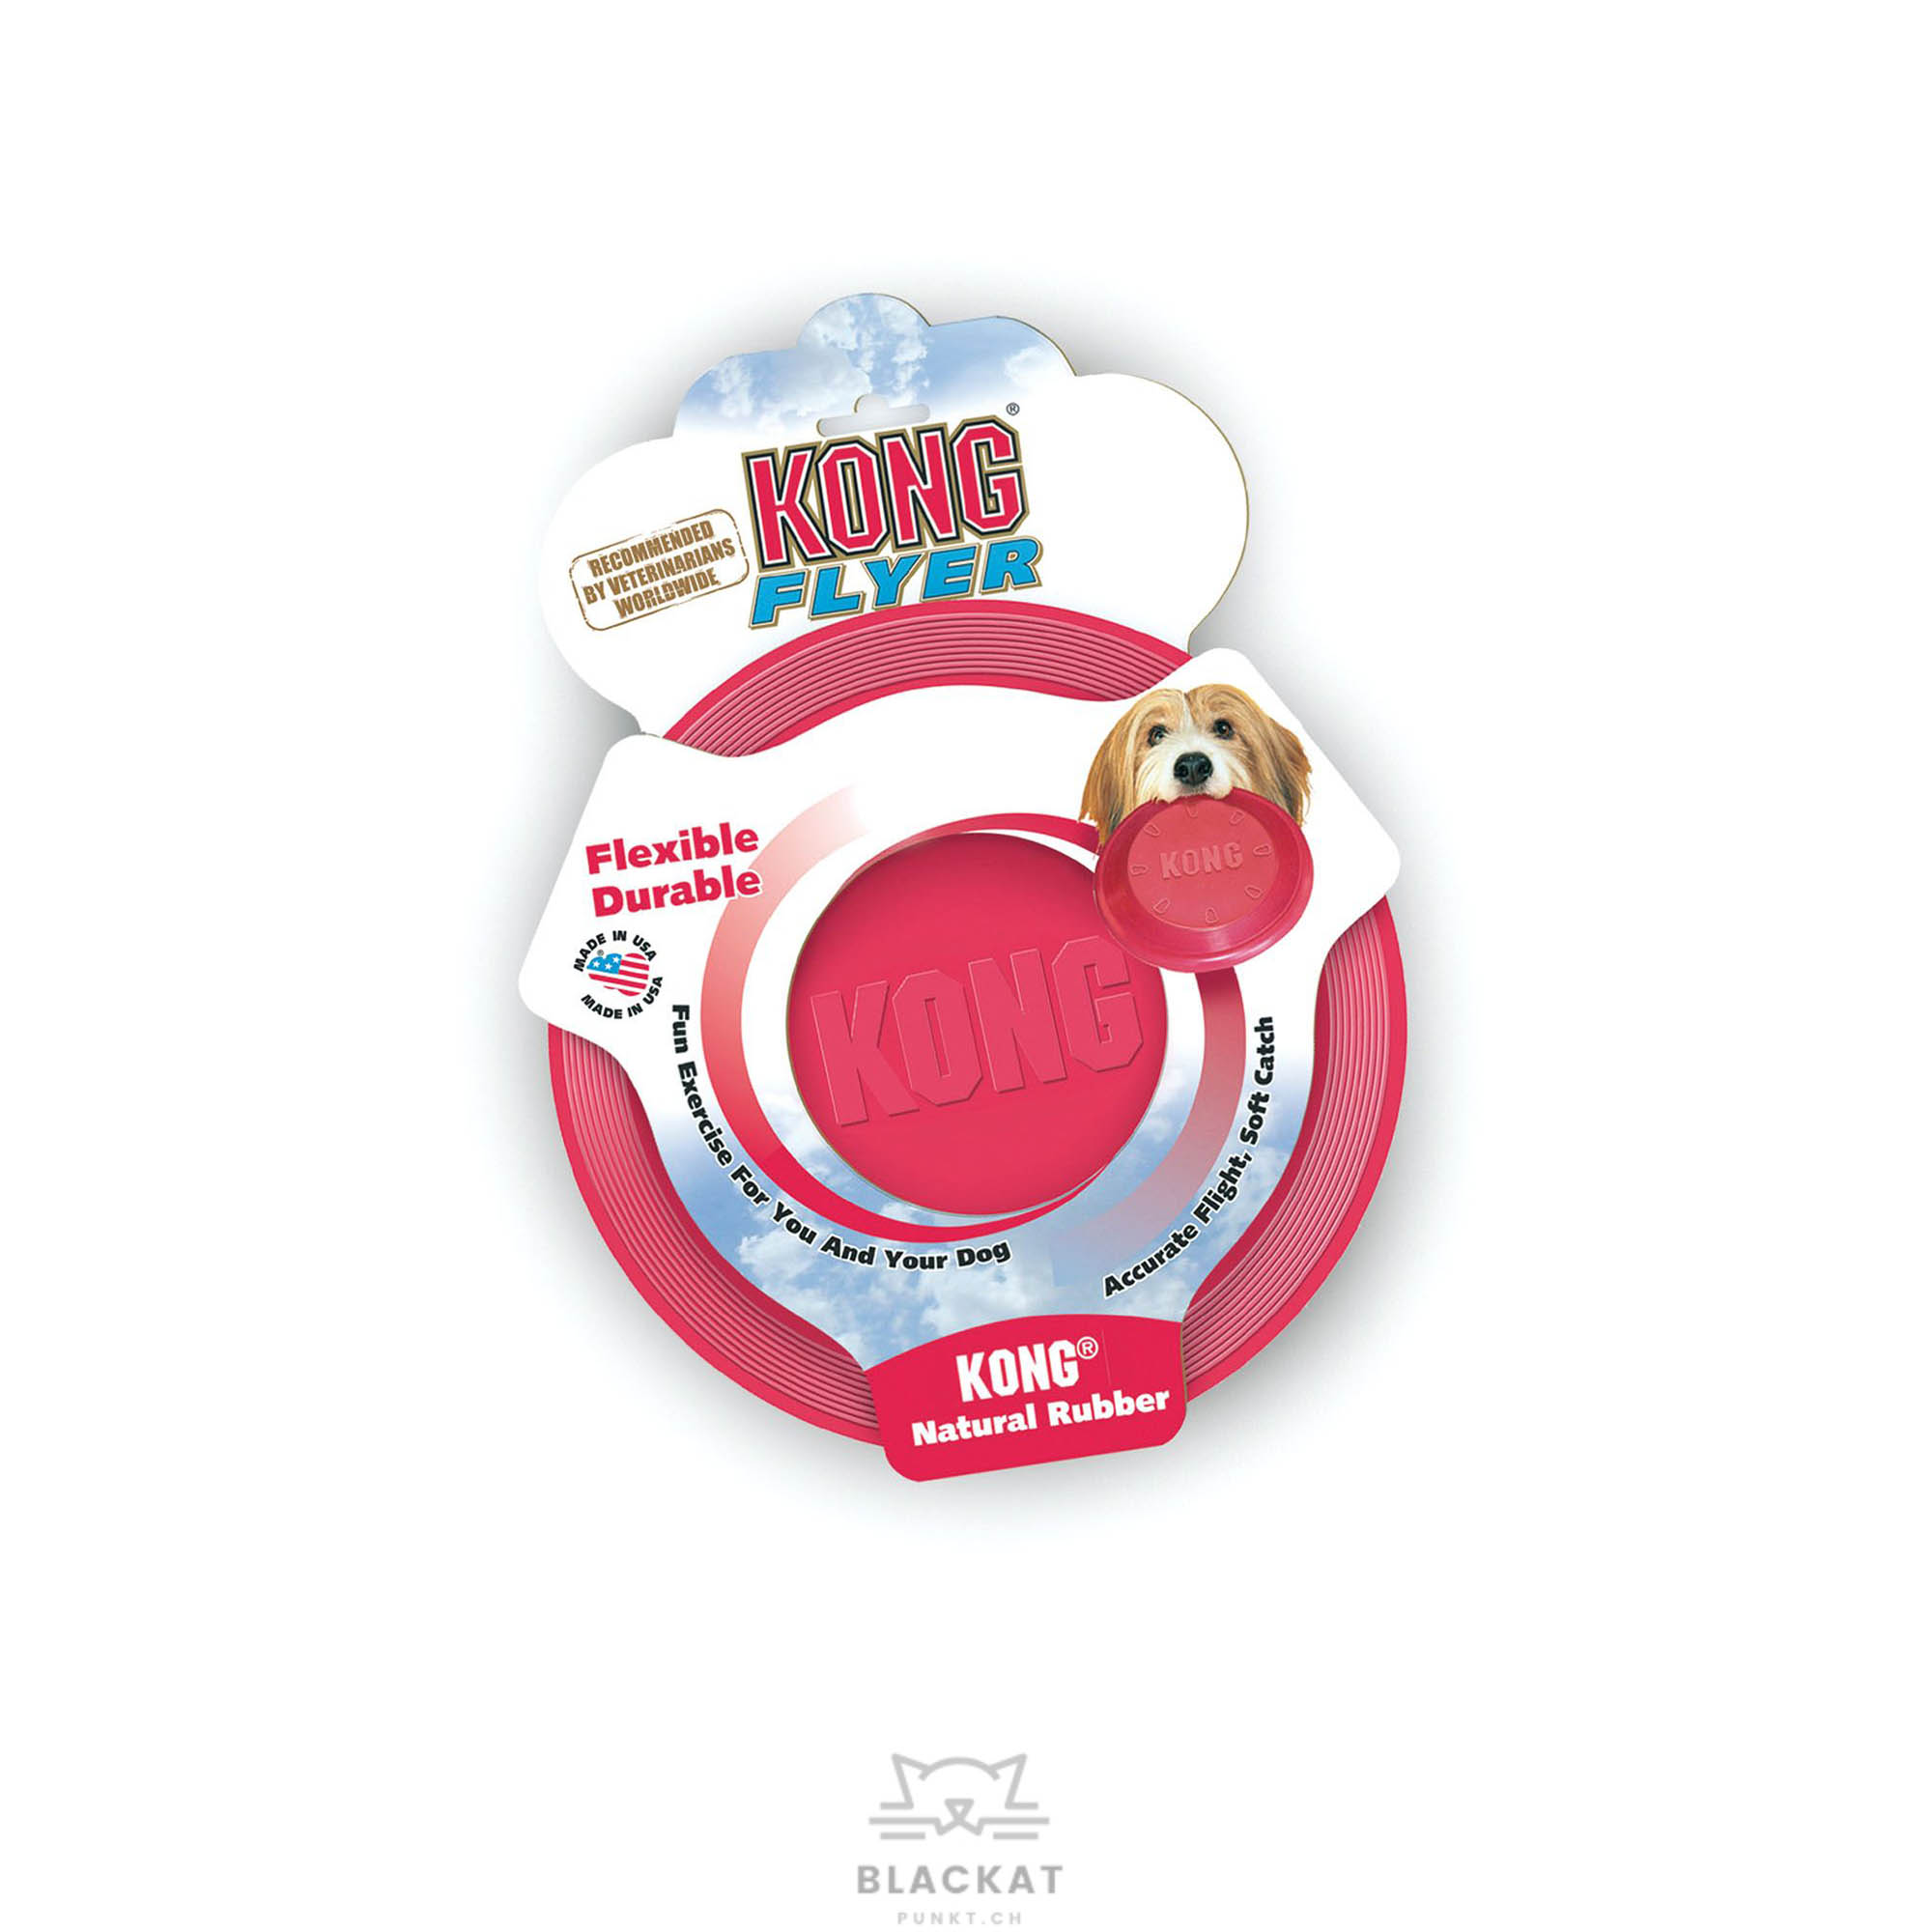 KONG®
FLYER
RECOMMENDED
BY VETERINARIANS
WORLDWIDE
Flexible
Durable
MADE IN USA
®
MADE IN USA
KONG
KONG
Fun Exercise For You And Your Dog
Accurate Flight, Soft Catch
KONG®
Natural Rubber
BLACKAT
PUNKT.CH